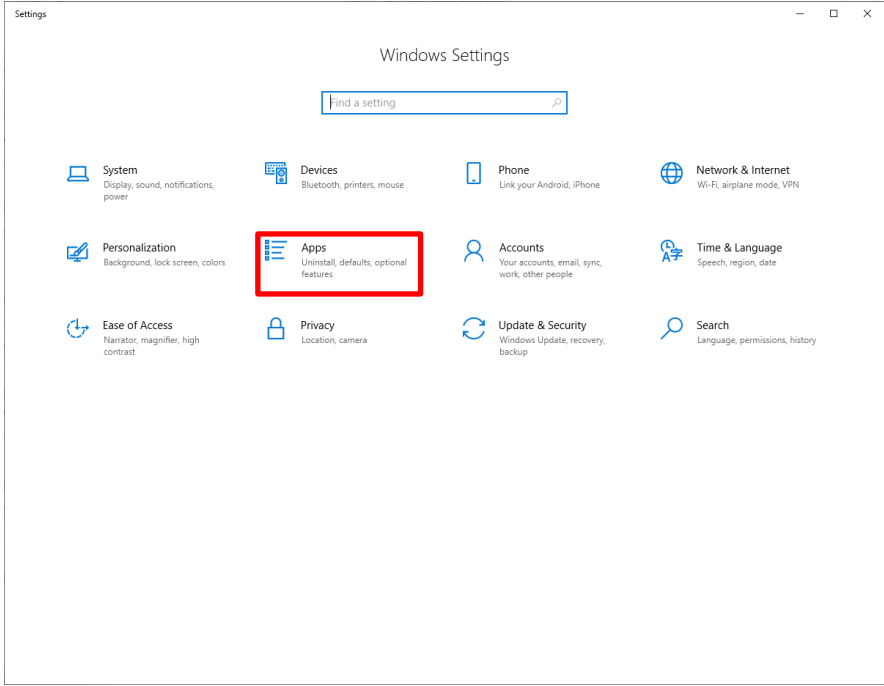 Settings
Windows Settings
Find a setting
System
Display, sound, notifications,
power
Devices
Bluetooth, printers, mouse
Phone
Link your Android, iPhone
Network & Internet
Wi-Fi, airplane mode, VPN
Personalization
Background, lock screen, colors
Apps
Uninstall, defaults, optional
features
Accounts
Your accounts, email, sync,
work, other people
Time & Language
Speech, region, date
Ease of Access
Narrator, magnifier, high
contrast
Privacy
Location, camera
Update & Security
Windows Update, recovery,
backup
Search
Language, permissions, history